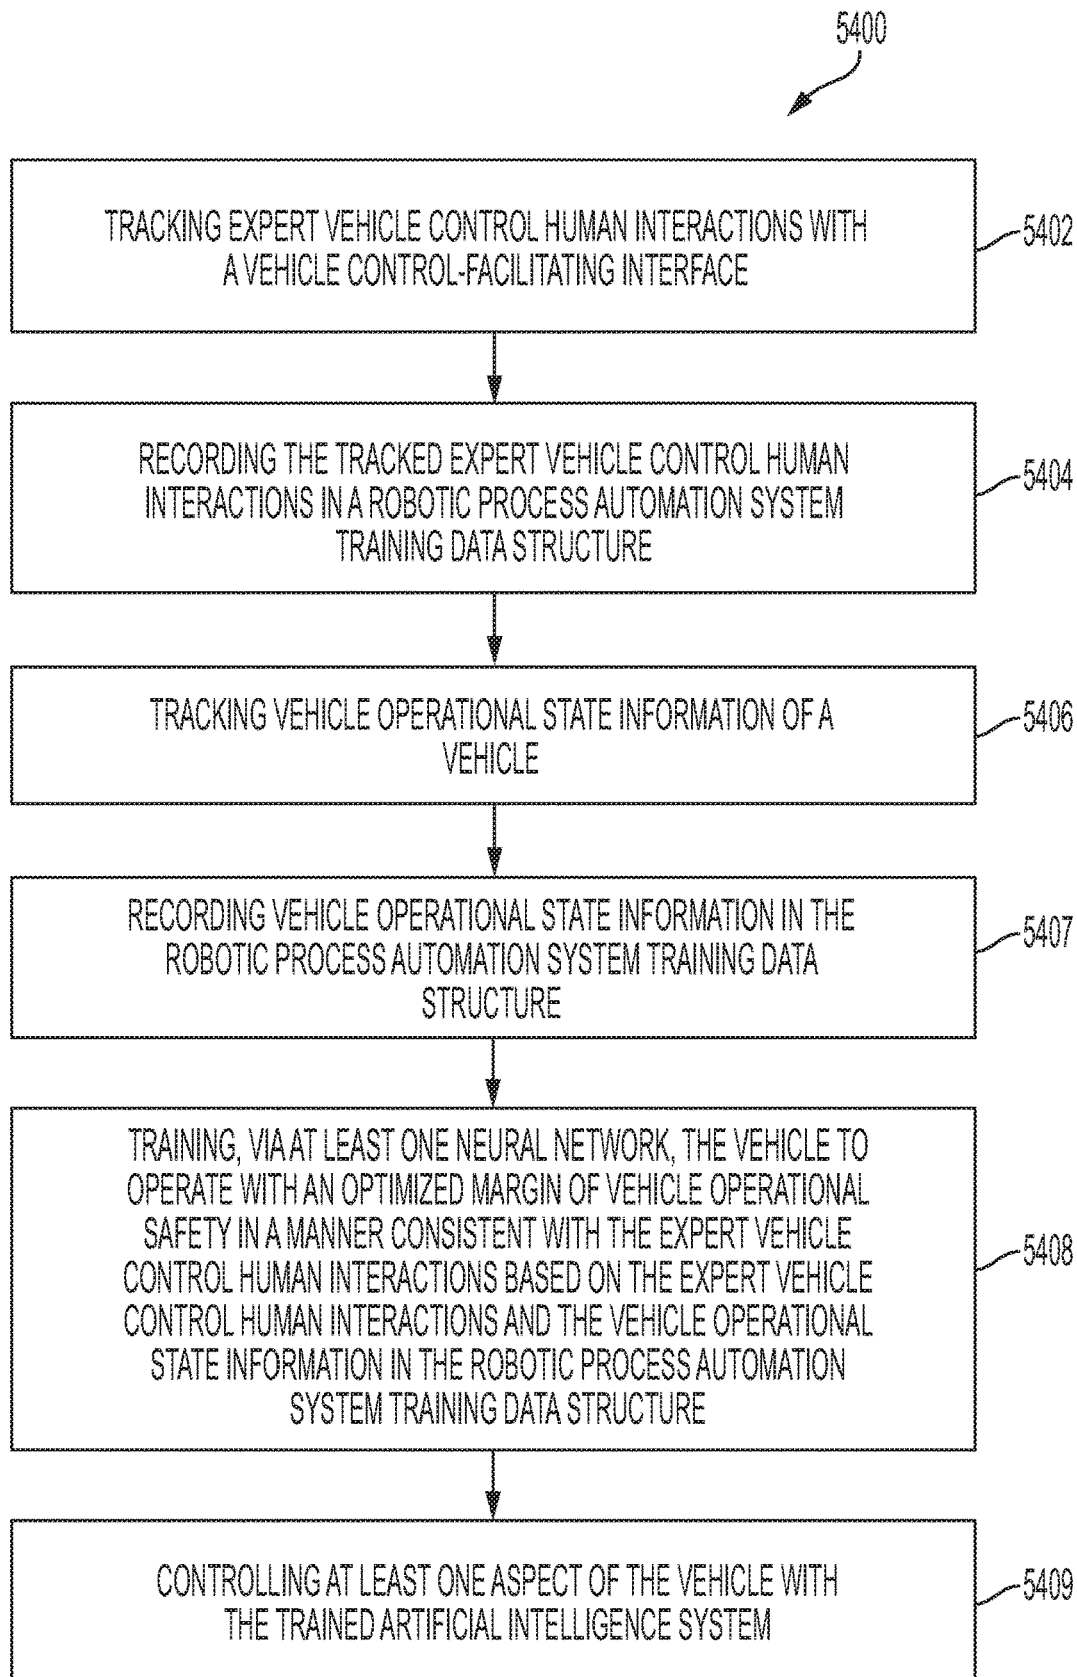 5400
TRACKING EXPERT VEHICLE CONTROL HUMAN INTERACTIONS WITH
A VEHICLE CONTROL-FACILITATING INTERFACE
5402
RECORDING THE TRACKED EXPERT VEHICLE CONTROL HUMAN
INTERACTIONS IN A ROBOTIC PROCESS AUTOMATION SYSTEM
TRAINING DATA STRUCTURE
5404
TRACKING VEHICLE OPERATIONAL STATE INFORMATION OF A
VEHICLE
5406
RECORDING VEHICLE OPERATIONAL STATE INFORMATION IN THE
ROBOTIC PROCESS AUTOMATION SYSTEM TRAINING DATA
STRUCTURE
5407
TRAINING, VIA AT LEAST ONE NEURAL NETWORK, THE VEHICLE TO
OPERATE WITH AN OPTIMIZED MARGIN OF VEHICLE OPERATIONAL
SAFETY IN A MANNER CONSISTENT WITH THE EXPERT VEHICLE
CONTROL HUMAN INTERACTIONS BASED ON THE EXPERT VEHICLE
CONTROL HUMAN INTERACTIONS AND THE VEHICLE OPERATIONAL
STATE INFORMATION IN THE ROBOTIC PROCESS AUTOMATION
SYSTEM TRAINING DATA STRUCTURE
5408
CONTROLLING AT LEAST ONE ASPECT OF THE VEHICLE WITH
THE TRAINED ARTIFICIAL INTELLIGENCE SYSTEM
5409